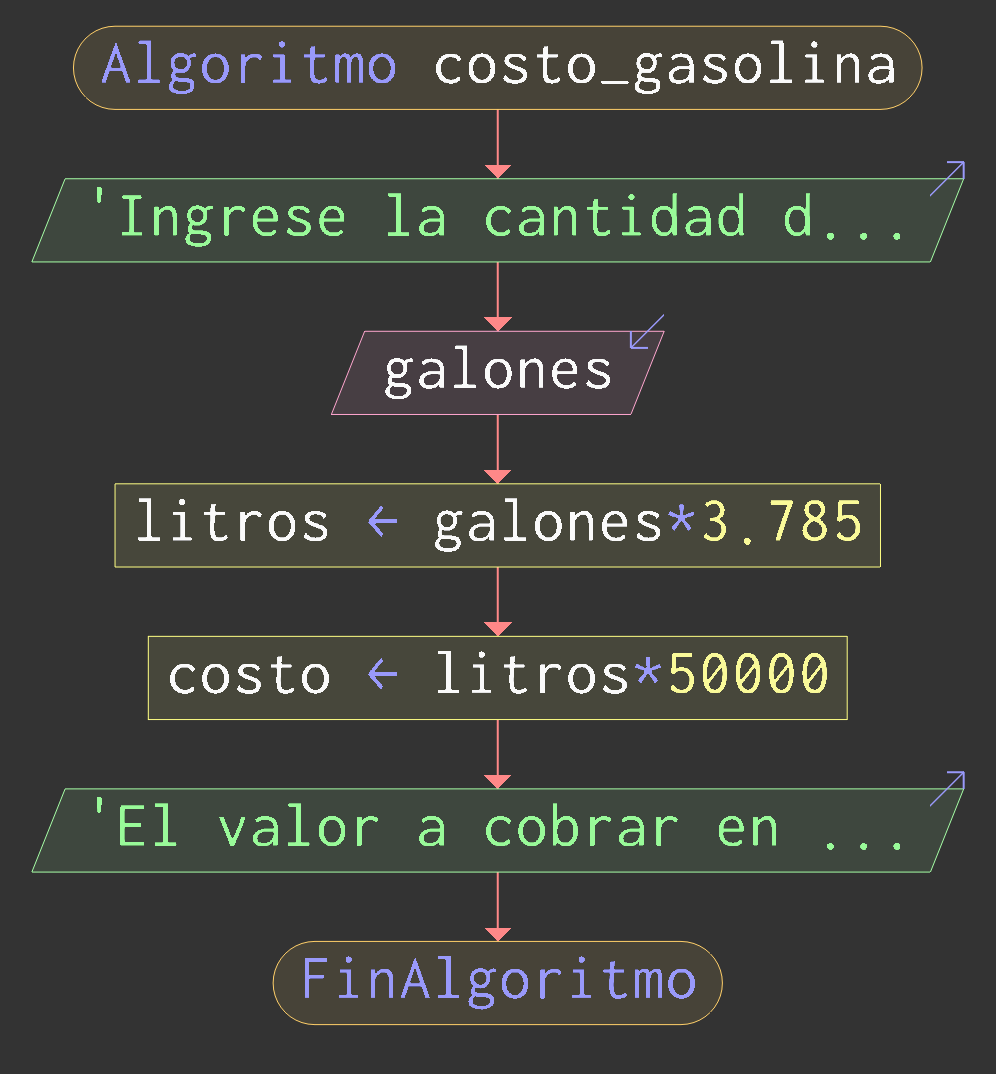 Algoritmo costo_gasolina
'Ingrese la cantidad d...
galones
litros ← galones*3.785
costo ← litros*50000
'El valor a cobrar en ...
FinAlgoritmo